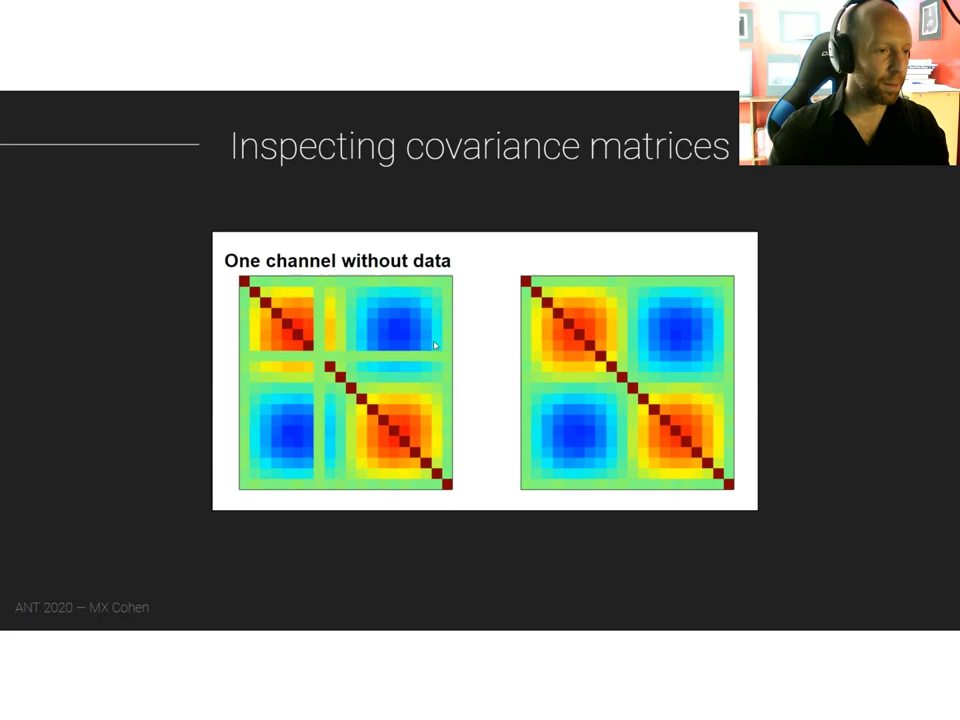 Inspecting covariance matrices
One channel without data
ANT 2020 — MX Cohen